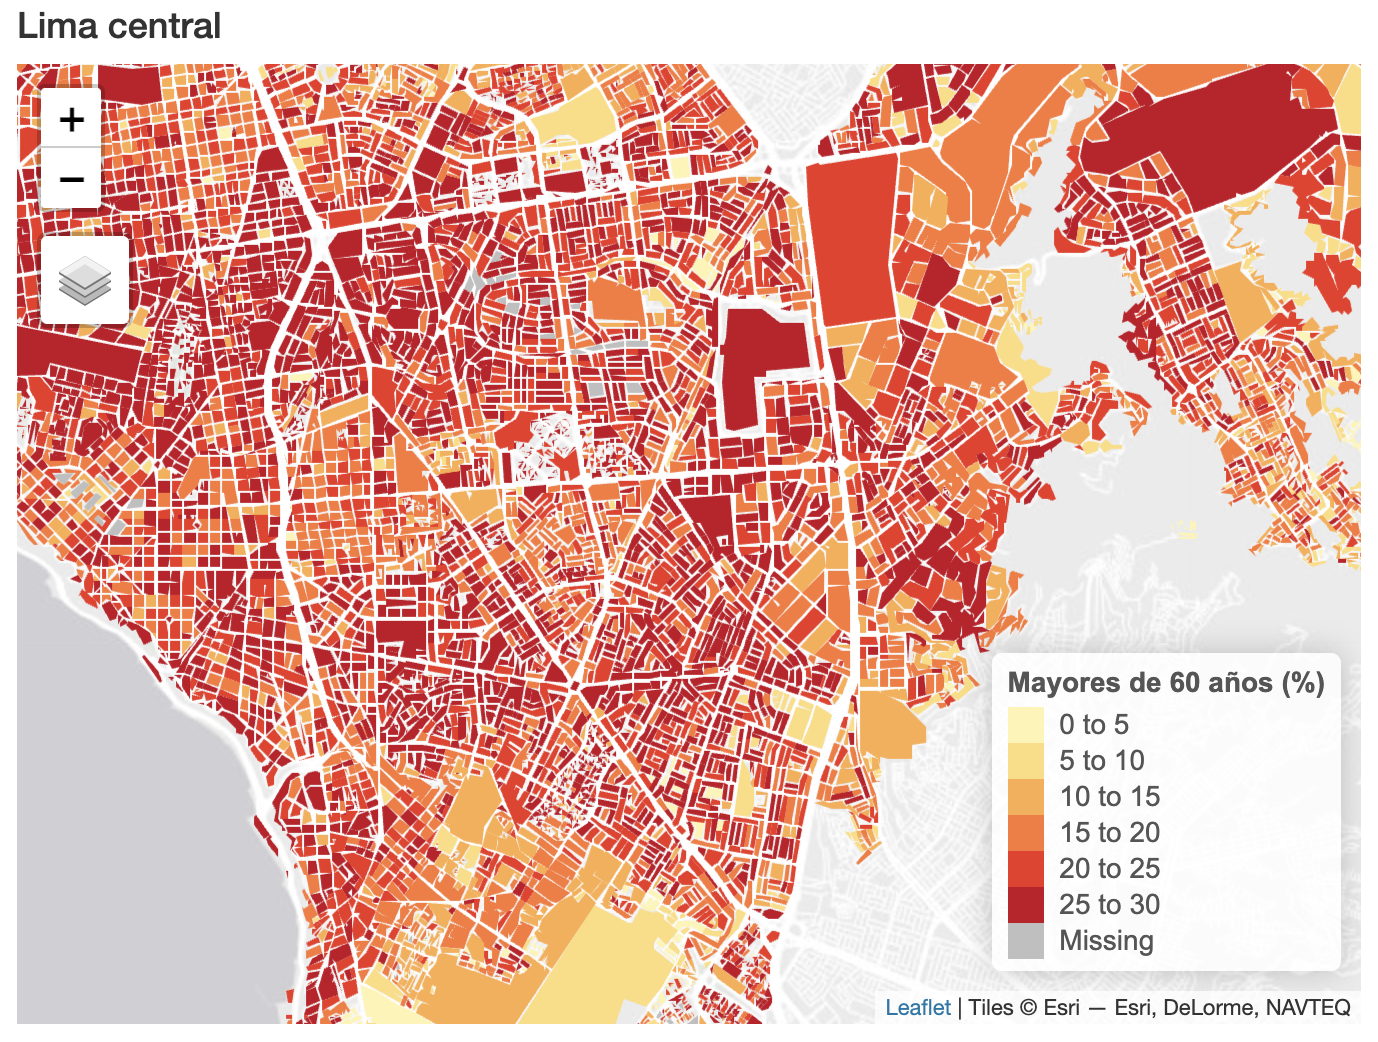 Lima central
+
−
Mayores de 60 años (%)
0 to 5
5 to 10
10 to 15
15 to 20
20 to 25
25 to 30
Missing
Leaflet | Tiles © Esri — Esri, DeLorme, NAVTEQ